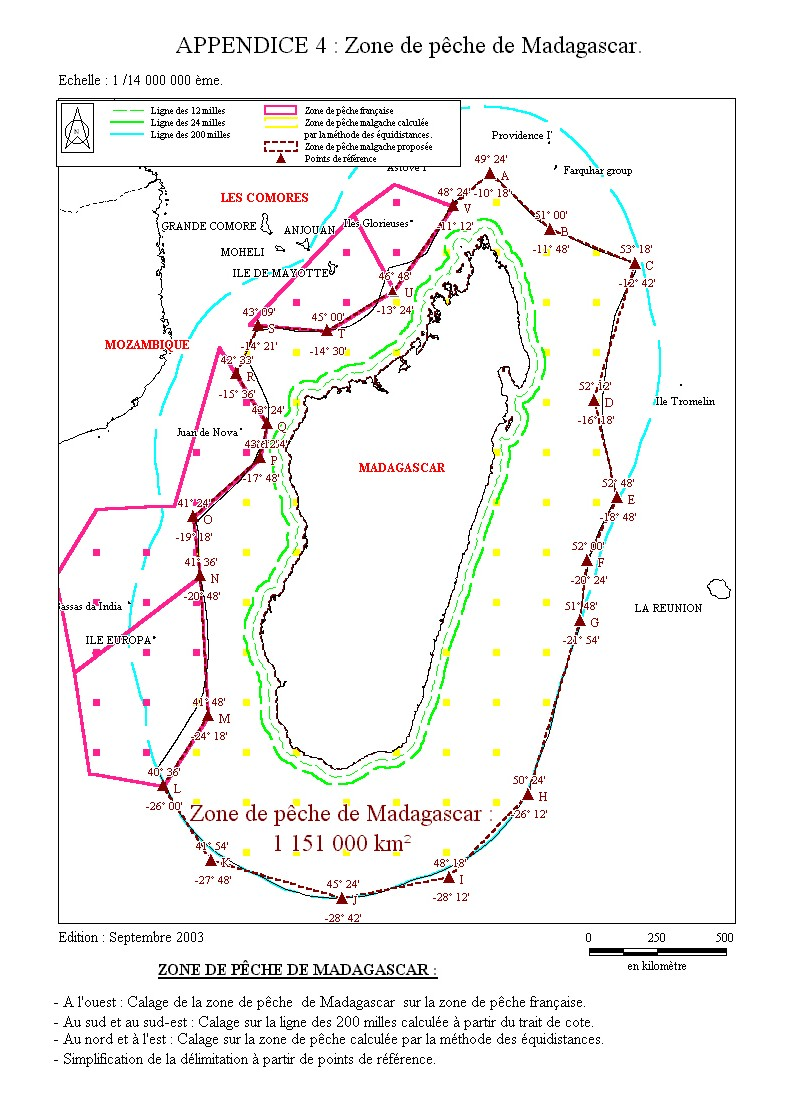 APPENDICE 4 : Zone de pêche de Madagascar.
Echelle : 1 /14 000 000 ème.
N
Ligne des 12 milles
Ligne des 24 milles
Ligne des 200 milles
Zone de pêche française
Zone de pêche malgache calculée
par la méthode des équidistances.
Zone de pêche malgache proposée
Points de référence
Providence Iˡ
Astove I
Farquhar group
49° 24'
A
-10° 18'
LES COMORES
48° 24'
V
-11° 12'
GRANDE COMORE
ANJOUAN
Iles Glorieuses
51° 00'
B
-11° 48'
MOHELI
53° 18'
C
-12° 42'
ILE DE MAYOTTE
46° 48'
U
-13° 24'
43° 09'
S
-14° 21'
45° 00'
T
-14° 30'
MOZAMBIQUE
42° 33'
R
-15° 36'
52° 12'
D
-16° 18'
Ile Tromelin
43° 24'
Q
Juan de Nova
P
-17° 48'
MADAGASCAR
41° 24'
O
-19° 18'
52° 48'
E
-18° 48'
52° 00'
F
-20° 24'
41° 36'
N
-20° 48'
assas da India
51° 48'
G
-21° 54'
LA REUNION
ILE EUROPA
41° 48'
M
-24° 18'
40° 36'
L
-26° 00'
50° 24'
H
-26° 12'
Zone de pêche de Madagascar :
1 151 000 km²
41° 54'
K
-27° 48'
48° 18'
I
-28° 12'
45° 24'
J
-28° 42'
Edition : Septembre 2003
0 250 500
en kilomètre
ZONE DE PÊCHE DE MADAGASCAR :
- A l'ouest : Calage de la zone de pêche de Madagascar sur la zone de pêche française.
- Au sud et au sud-est : Calage sur la ligne des 200 milles calculée à partir du trait de cote.
- Au nord et à l'est : Calage sur la zone de pêche calculée par la méthode des équidistances.
- Simplification de la délimitation à partir de points de référence.